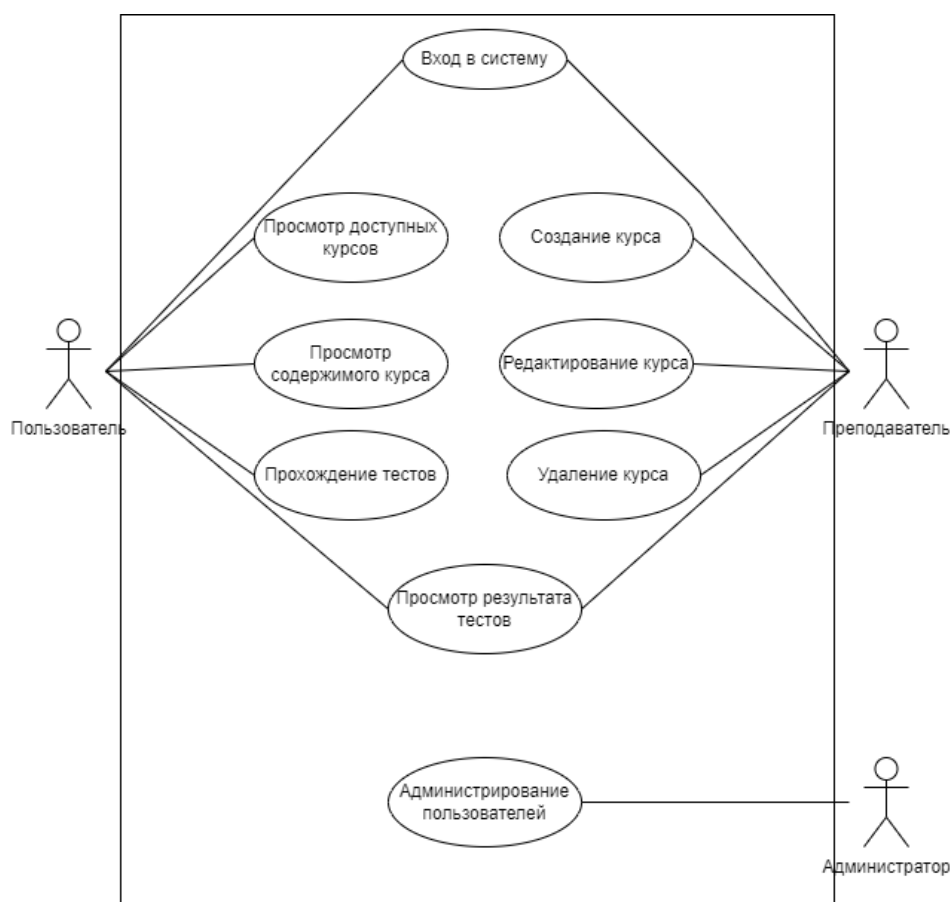 Вход в систему
Просмотр доступных
курсов
Создание курса
Просмотр
содержимого курса
Редактирование курса
Пользователь
Преподаватель
Прохождение тестов
Удаление курса
Просмотр результата
тестов
Администрирование
пользователей
Администратор